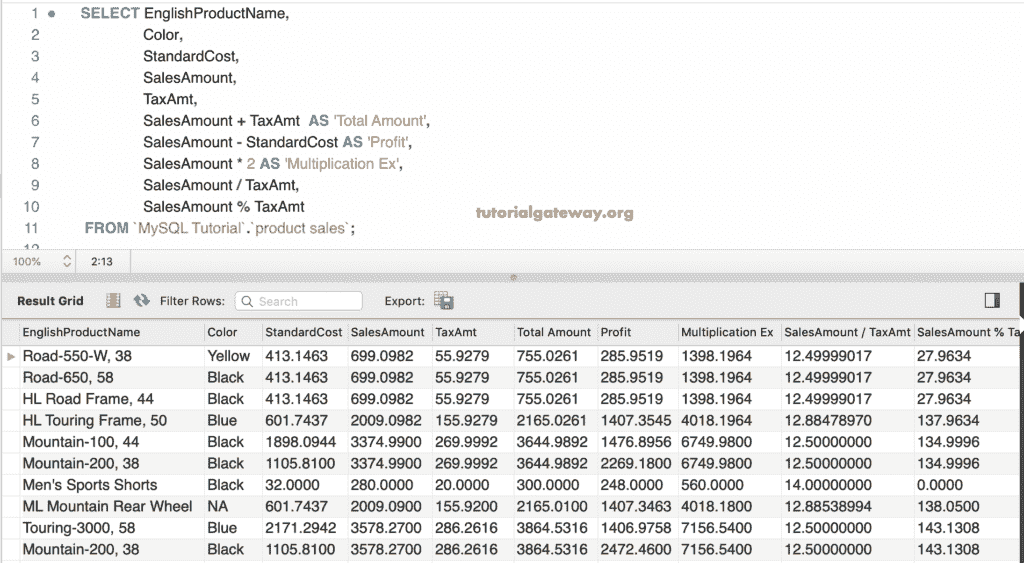 1 SELECT EnglishProductName,
2 Color,
3 StandardCost,
4 SalesAmount,
5 TaxAmt,
6 SalesAmount + TaxAmt AS 'Total Amount',
7 SalesAmount - StandardCost AS 'Profit',
8 SalesAmount * 2 AS 'Multiplication Ex',
9 SalesAmount / TaxAmt,
10 SalesAmount % TaxAmt
tutorialgateway.org
11 FROM `MySQL Tutorial`.`product sales`;
12
100% 2:13
Result Grid Filter Rows: Search Export:
EnglishProductName Color StandardCost SalesAmount TaxAmt Total Amount Profit Multiplication Ex SalesAmount / TaxAmt SalesAmount % Ta
Road-550-W, 38 Yellow 413.1463 699.0982 55.9279 755.0261 285.9519 1398.1964 12.49999017 27.9634
Road-650, 58 Black 413.1463 699.0982 55.9279 755.0261 285.9519 1398.1964 12.49999017 27.9634
HL Road Frame, 44 Black 413.1463 699.0982 55.9279 755.0261 285.9519 1398.1964 12.49999017 27.9634
HL Touring Frame, 50 Blue 601.7437 2009.0982 155.9279 2165.0261 1407.3545 4018.1964 12.88478970 137.9634
Mountain-100, 44 Black 1898.0944 3374.9900 269.9992 3644.9892 1476.8956 6749.9800 12.50000000 134.9996
Mountain-200, 38 Black 1105.8100 3374.9900 269.9992 3644.9892 2269.1800 6749.9800 12.50000000 134.9996
Men's Sports Shorts Black 32.0000 280.0000 20.0000 300.0000 248.0000 560.0000 14.00000000 0.0000
ML Mountain Rear Wheel NA 601.7437 2009.0900 155.9200 2165.0100 1407.3463 4018.1800 12.88538994 138.0500
Touring-3000, 58 Blue 2171.2942 3578.2700 286.2616 3864.5316 1406.9758 7156.5400 12.50000000 143.1308
Mountain-200, 38 Black 1105.8100 3578.2700 286.2616 3864.5316 2472.4600 7156.5400 12.50000000 143.1308